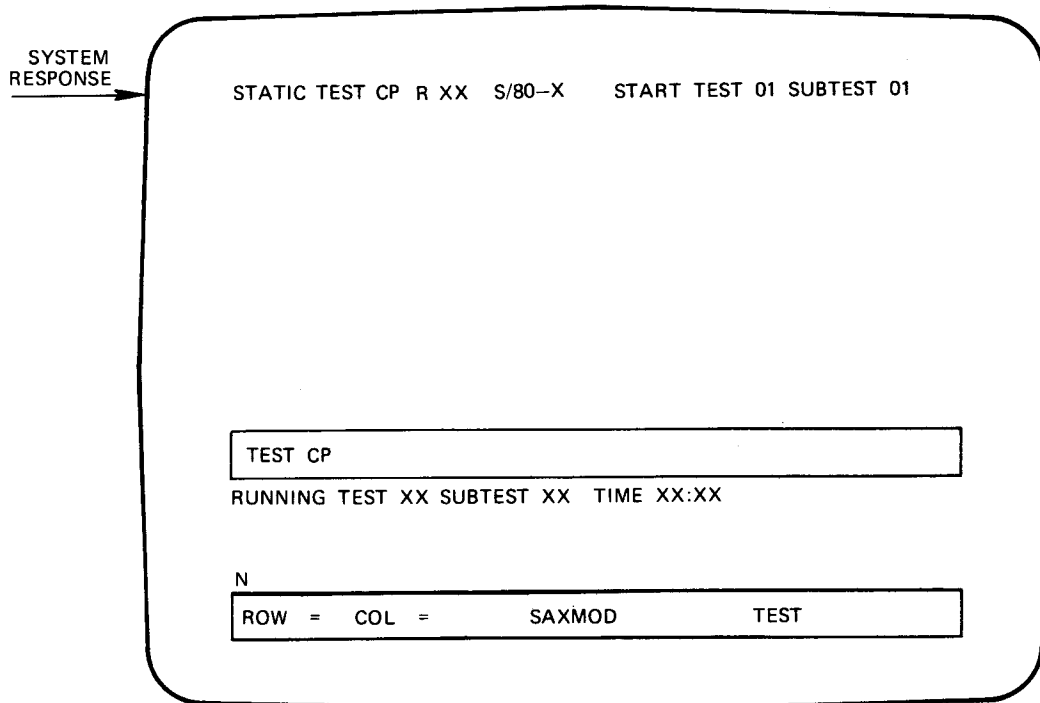 SYSTEM
RESPONSE
STATIC TEST CP R XX S/80-X START TEST 01 SUBTEST 01
TEST CP
RUNNING TEST XX SUBTEST XX TIME XX:XX
N
ROW = COL = SAXMOD TEST